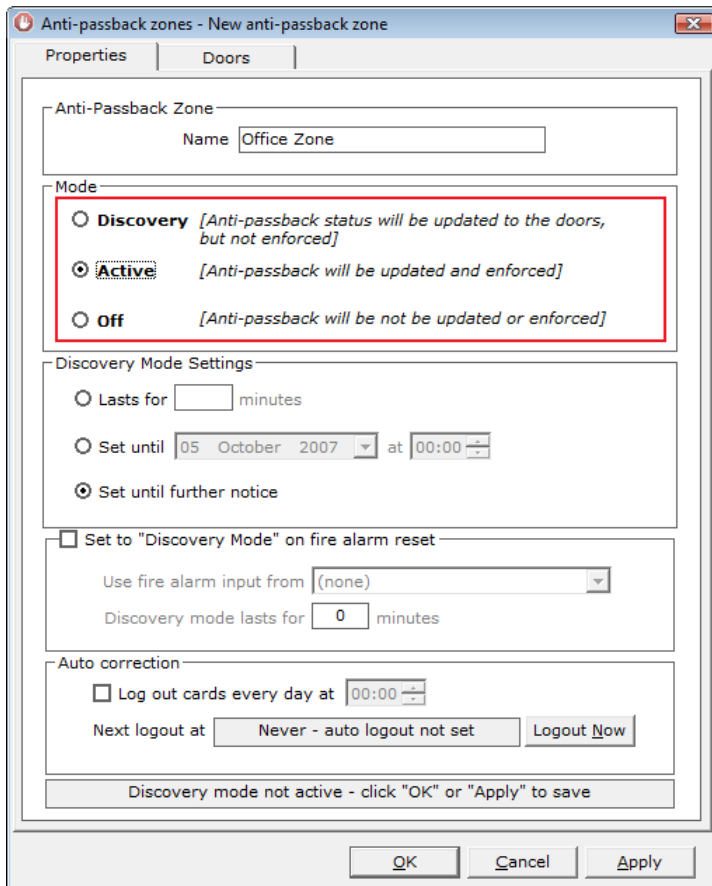 Anti-passback zones - New anti-passback zone
Properties Doors
Anti-Passback Zone
Name Office Zone
Mode
Discovery [Anti-passback status will be updated to the doors,
but not enforced]
Active [Anti-passback will be updated and enforced]
Off [Anti-passback will be not be updated or enforced]
Discovery Mode Settings
Lasts for minutes
Set until 05 October 2007 at 00:00
Set until further notice
Set to "Discovery Mode" on fire alarm reset
Use fire alarm input from (none)
Discovery mode lasts for 0 minutes
Auto correction
Log out cards every day at 00:00
Next logout at Never - auto logout not set Logout Now
Discovery mode not active - click "OK" or "Apply" to save
OK Cancel Apply